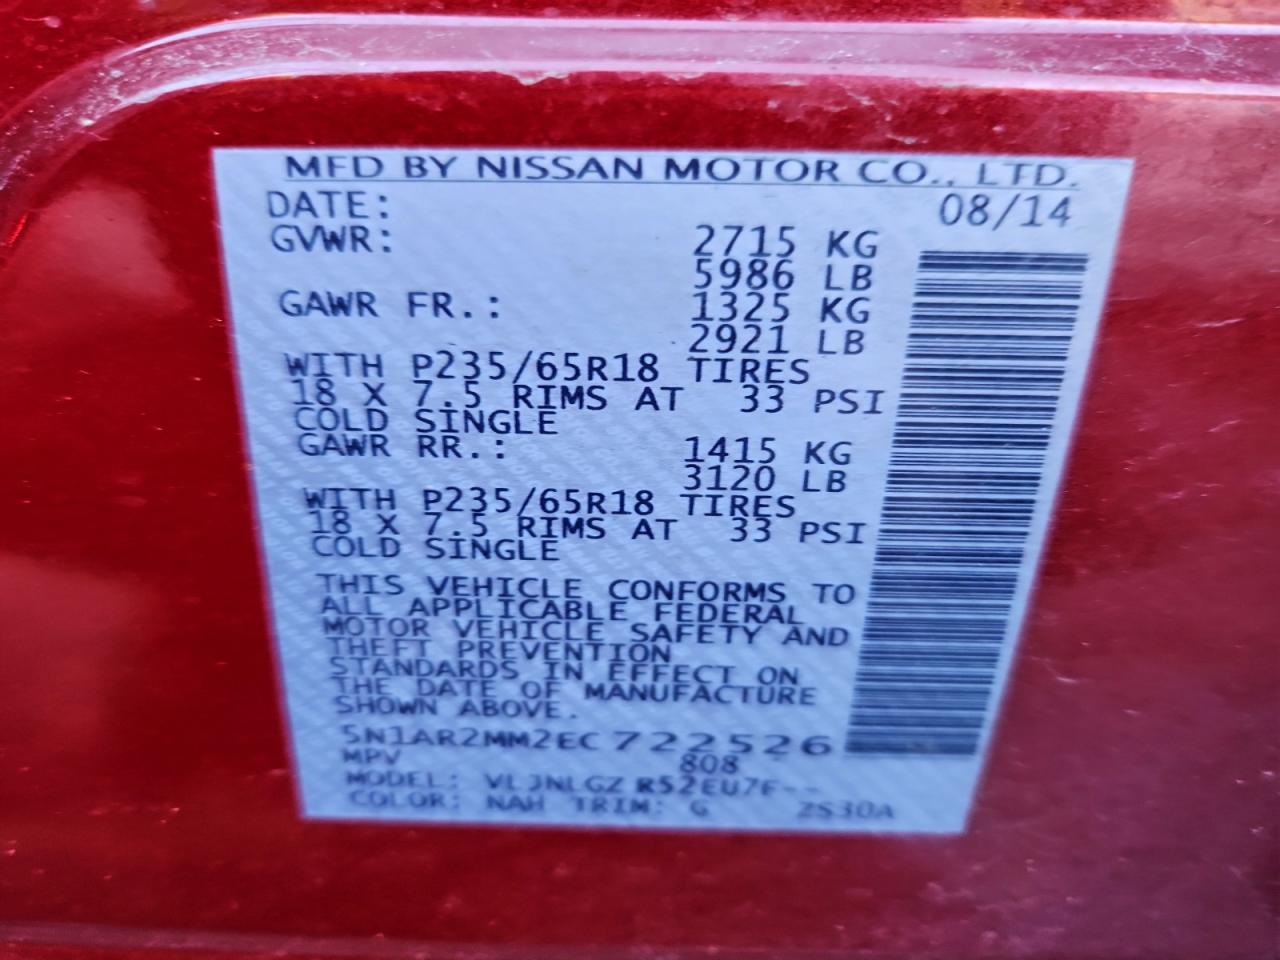 MFD BY NISSAN MOTOR CO., LTD.
DATE: 08/14
GVWR: 2715 KG
5986 LB
GAWR FR.: 1325 KG
2921 LB
WITH P235/65R18 TIRES
18 X 7.5 RIMS AT 33 PSI
COLD SINGLE
GAWR RR.: 1415 KG
3120 LB
WITH P235/65R18 TIRES
18 X 7.5 RIMS AT 33 PSI
COLD SINGLE
THIS VEHICLE CONFORMS TO
ALL APPLICABLE FEDERAL
MOTOR VEHICLE SAFETY AND
THEFT PREVENTION
STANDARDS IN EFFECT ON
THE DATE OF MANUFACTURE
SHOWN ABOVE.
5N1AR2MM2EC722526
MPV 808
MODEL: VLJNLGZ R52EU7F--
COLOR: NAH TRIM: G 2S30A